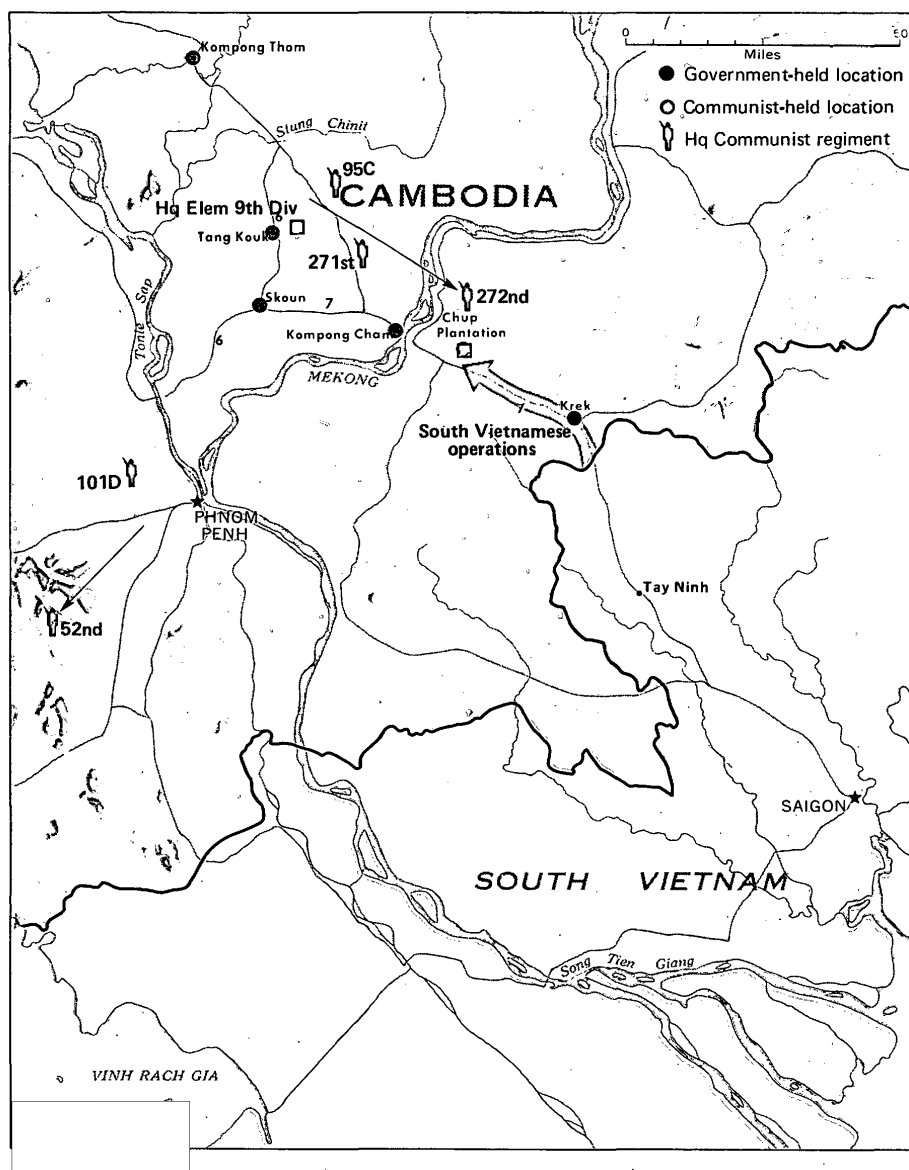 Kompong Thom
0
50
Miles
Government-held location
Communist-held location
Hq Communist regiment
Stung Chinit
95C
CAMBODIA
Hq Elem 9th Div
6
Tang Kouk
271st
272nd
Skoun
7
Chup
Plantation
Kompong Cham
Tonle Sap
6
MEKONG
7
Krek
South Vietnamese
operations
101D
PHNOM
PENH
Tay Ninh
52nd
SAIGON
SOUTH VIETNAM
Song Tien Giang
VINH RACH GIA